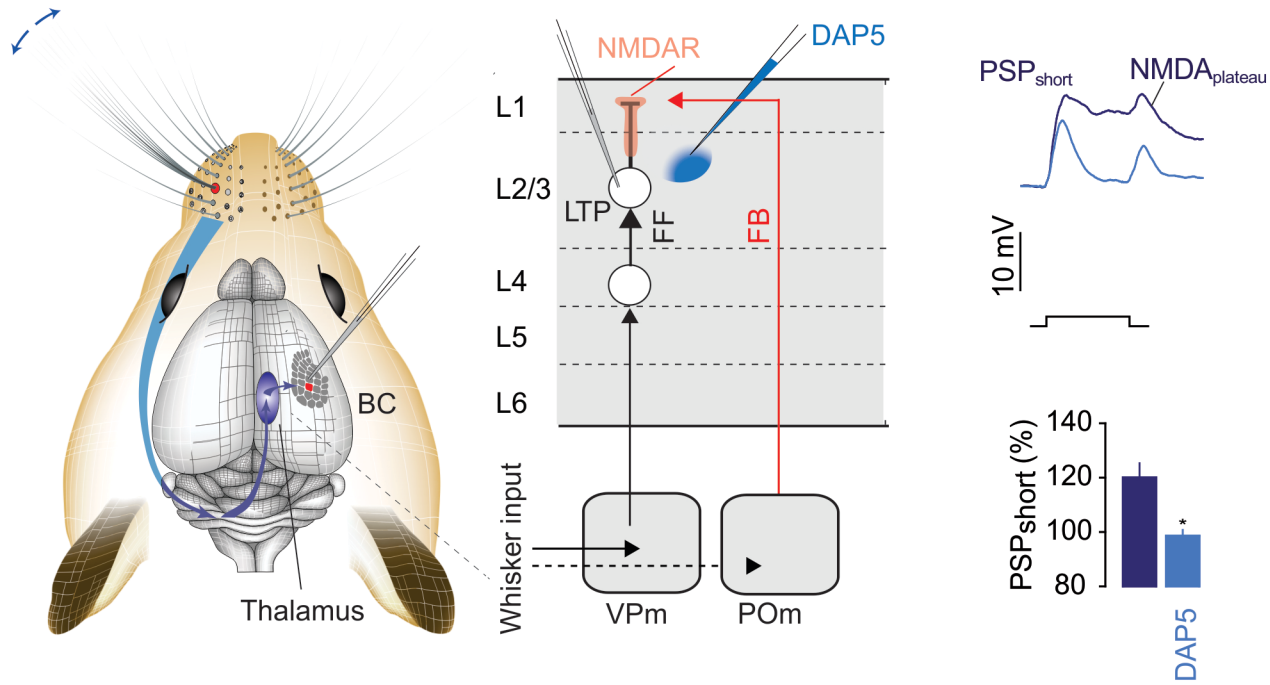 BC
Thalamus
NMDAR
DAP5
L1
L2/3
LTP
FF
FB
L4
L5
L6
Whisker input
VPm
POm
PSPshort
NMDAplateau
10 mV
PSPshort (%)
140
120
100
80
*
DAP5